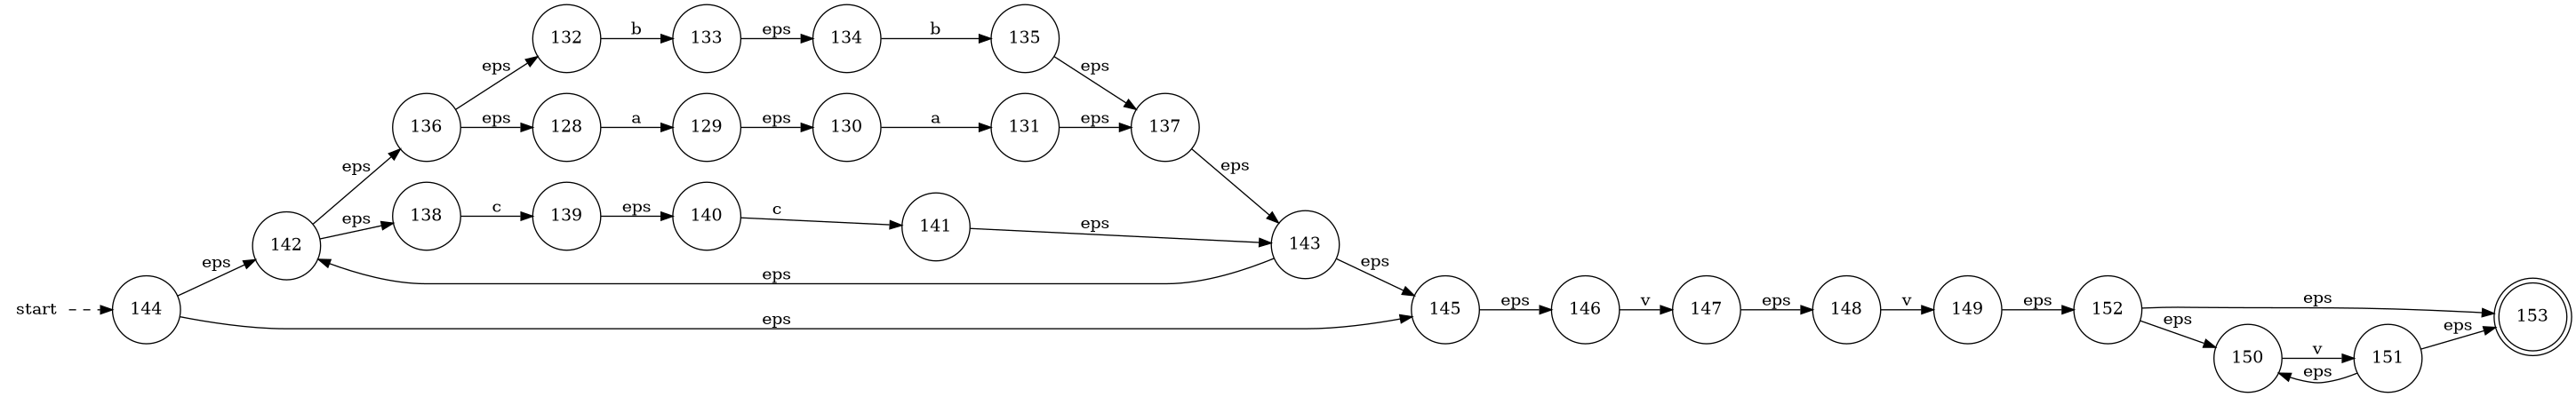 132 b 133 eps 134 b 135
eps eps
136 eps 128 a 129 eps 130 a 131 eps 137
eps eps
eps 138 c 139 eps 140 c 141 eps
142 143
eps eps eps
start 144 145 eps 146 v 147 eps 148 v 149 eps 152 eps 153
eps eps eps
150 v 151
eps